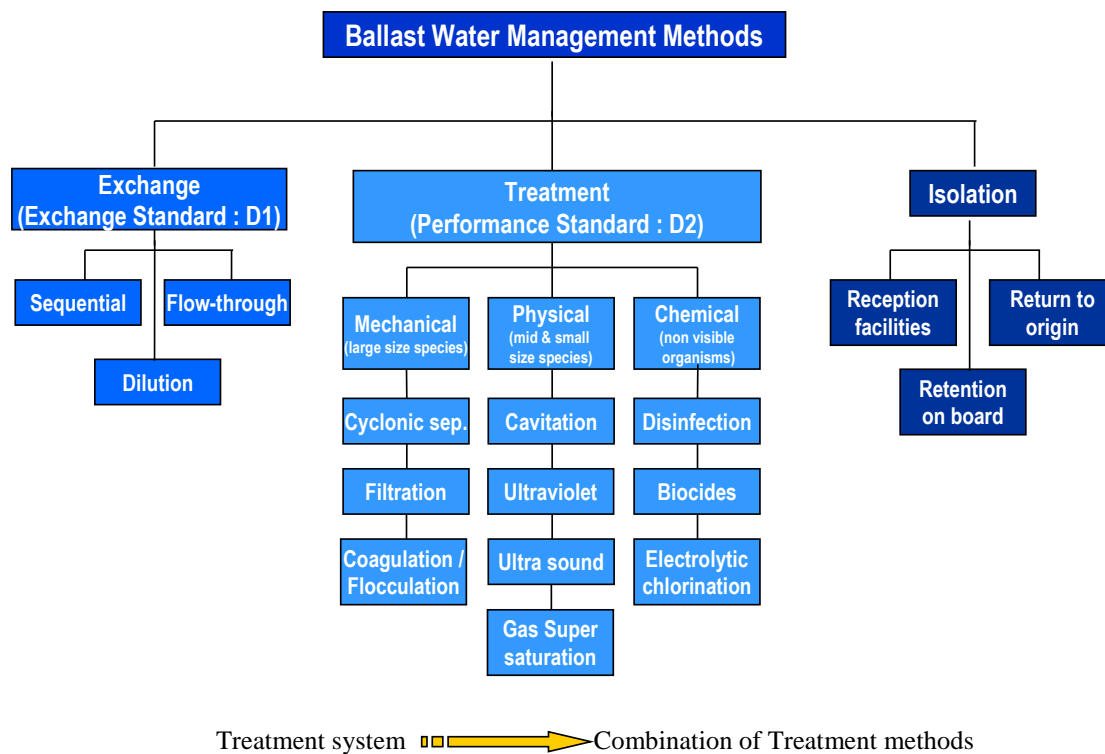 Ballast Water Management Methods
Exchange
(Exchange Standard : D1)
Sequential
Flow-through
Dilution
Treatment
(Performance Standard : D2)
Mechanical
(large size species)
Cyclonic sep.
Filtration
Coagulation /
Flocculation
Physical
(mid & small
size species)
Cavitation
Ultraviolet
Ultra sound
Gas Super
saturation
Chemical
(non visible
organisms)
Disinfection
Biocides
Electrolytic
chlorination
Isolation
Reception
facilities
Return to
origin
Retention
on board
Treatment system
Combination of Treatment methods